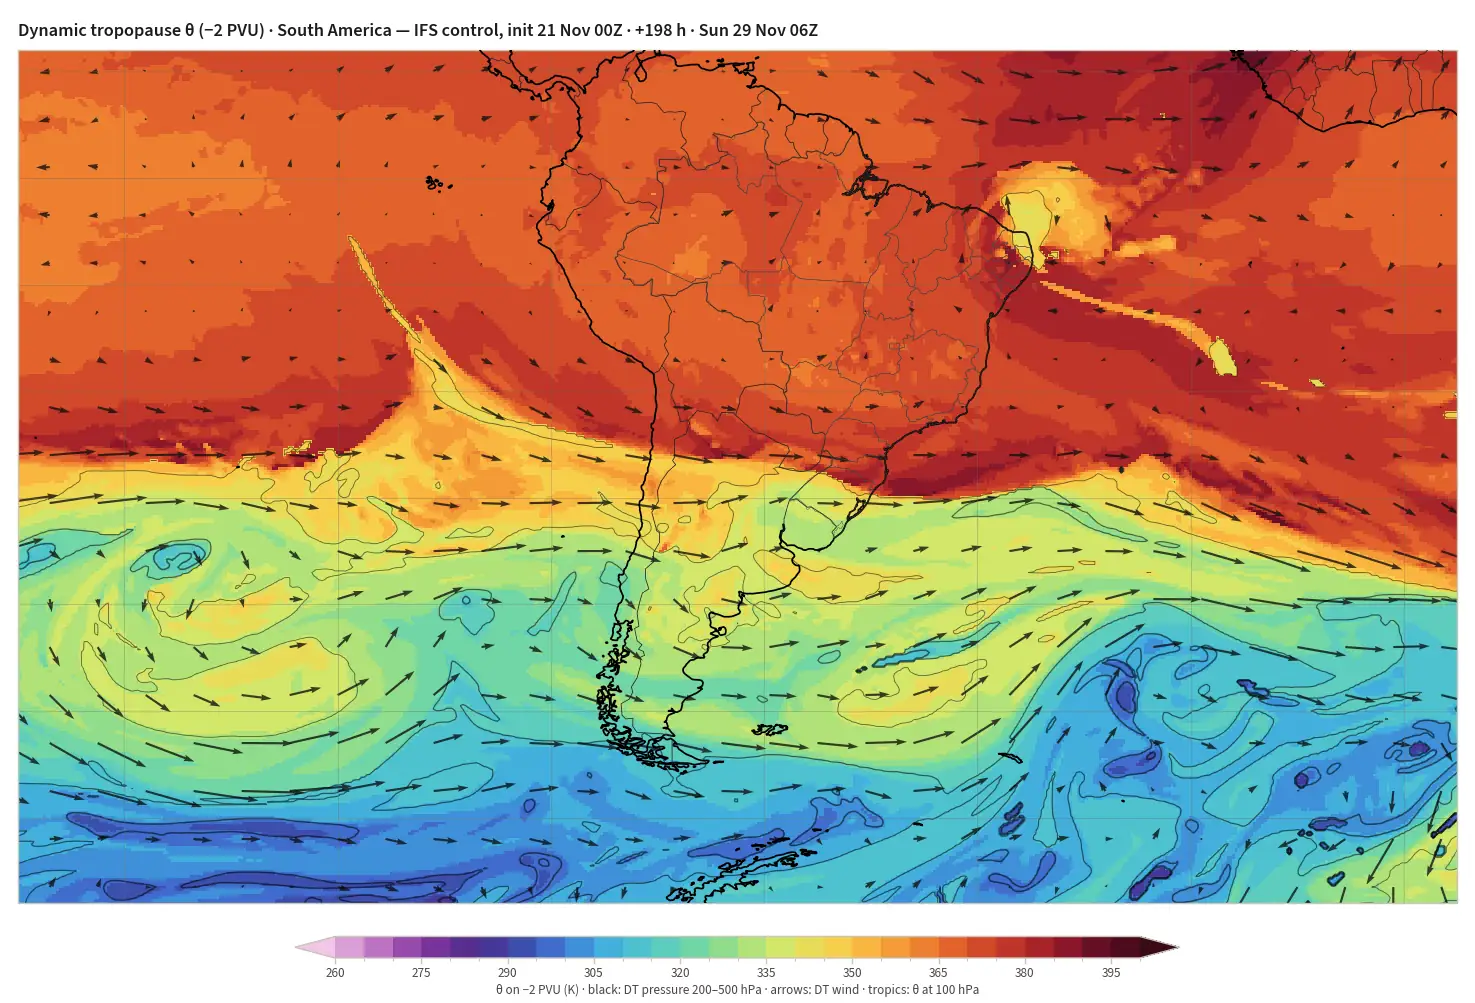 Dynamic tropopause θ (−2 PVU) · South America — IFS control, init 21 Nov 00Z · +198 h · Sun 29 Nov 06Z
260 275 290 305 320 335 350 365 380 395
θ on −2 PVU (K) · black: DT pressure 200–500 hPa · arrows: DT wind · tropics: θ at 100 hPa